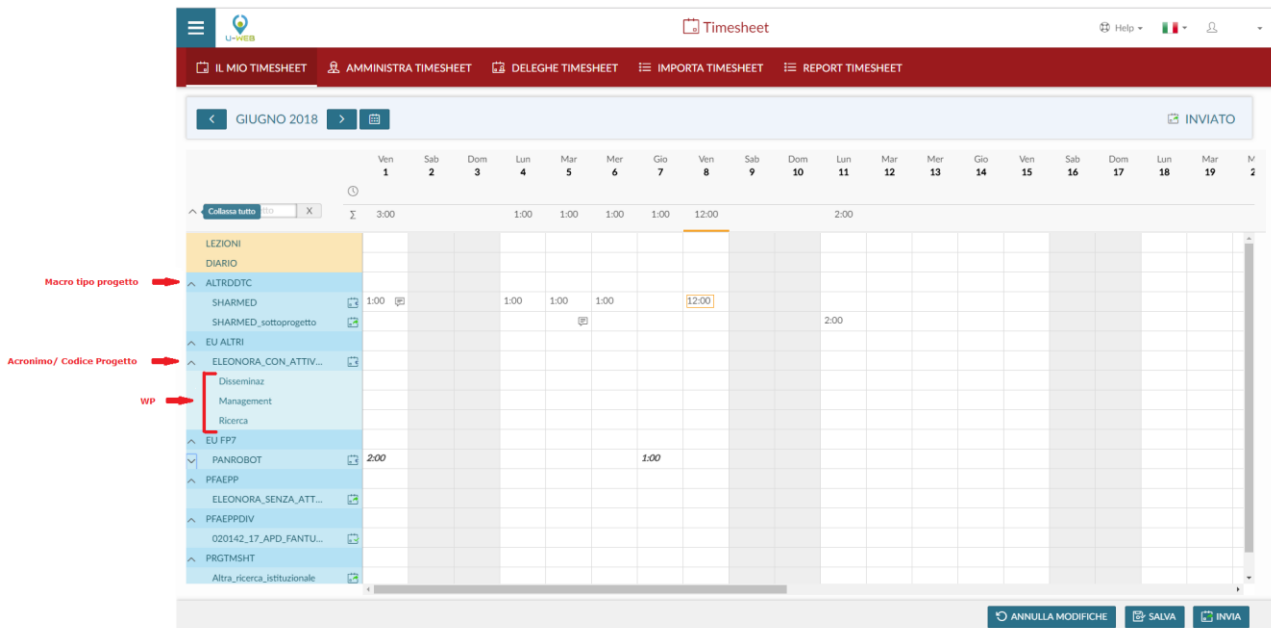 U-WEB
Timesheet
Help
IL MIO TIMESHEET AMMINISTRA TIMESHEET DELEGHE TIMESHEET IMPORTA TIMESHEET REPORT TIMESHEET
GIUGNO 2018 INVIATO
Ven Sab Dom Lun Mar Mer Gio Ven Sab Dom Lun Mar Mer Gio Ven Sab Dom Lun Mar M
1 2 3 4 5 6 7 8 9 10 11 12 13 14 15 16 17 18 19 2
Collassa tutto X Σ 3:00 1:00 1:00 1:00 1:00 12:00 2:00
LEZIONI
DIARIO
Macro tipo progetto ALTRDDTC
SHARMED 1:00 1:00 1:00 1:00 12:00
SHARMED_sottoprogetto 2:00
EU ALTRI
Acronimo/ Codice Progetto ELEONORA_CON_ATTIV...
Disseminaz
WP Management
Ricerca
EU FP7
PANROBOT 2:00 1:00
PFAEPP
ELEONORA_SENZA_ATT...
PFAEPPDIV
020142_17_APD_FANTU...
PRGTMSHT
Altra_ricerca_istituzionale
ANNULLA MODIFICHE SALVA INVIA